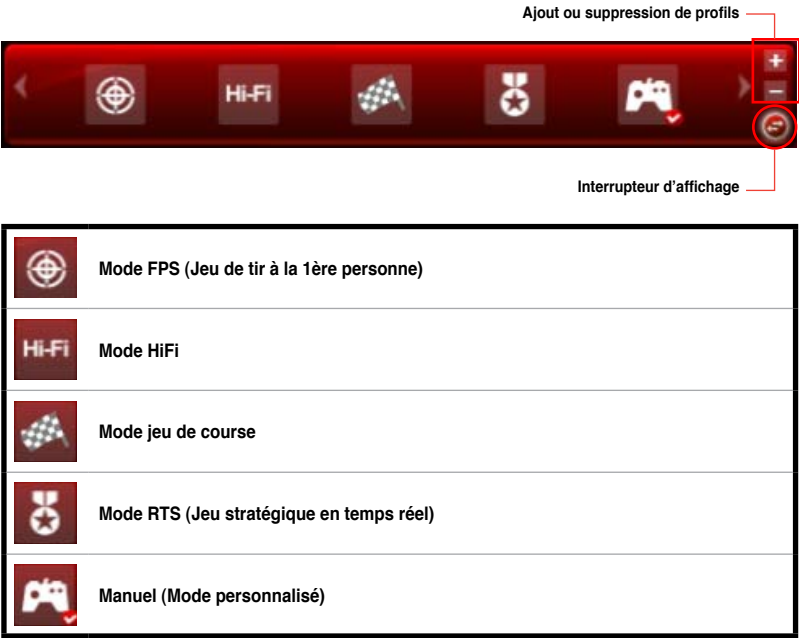 Ajout ou suppression de profils
Hi-Fi
Interrupteur d'affichage
Mode FPS (Jeu de tir à la 1ère personne)
Hi-Fi
Mode HiFi
Mode jeu de course
Mode RTS (Jeu stratégique en temps réel)
Manuel (Mode personnalisé)